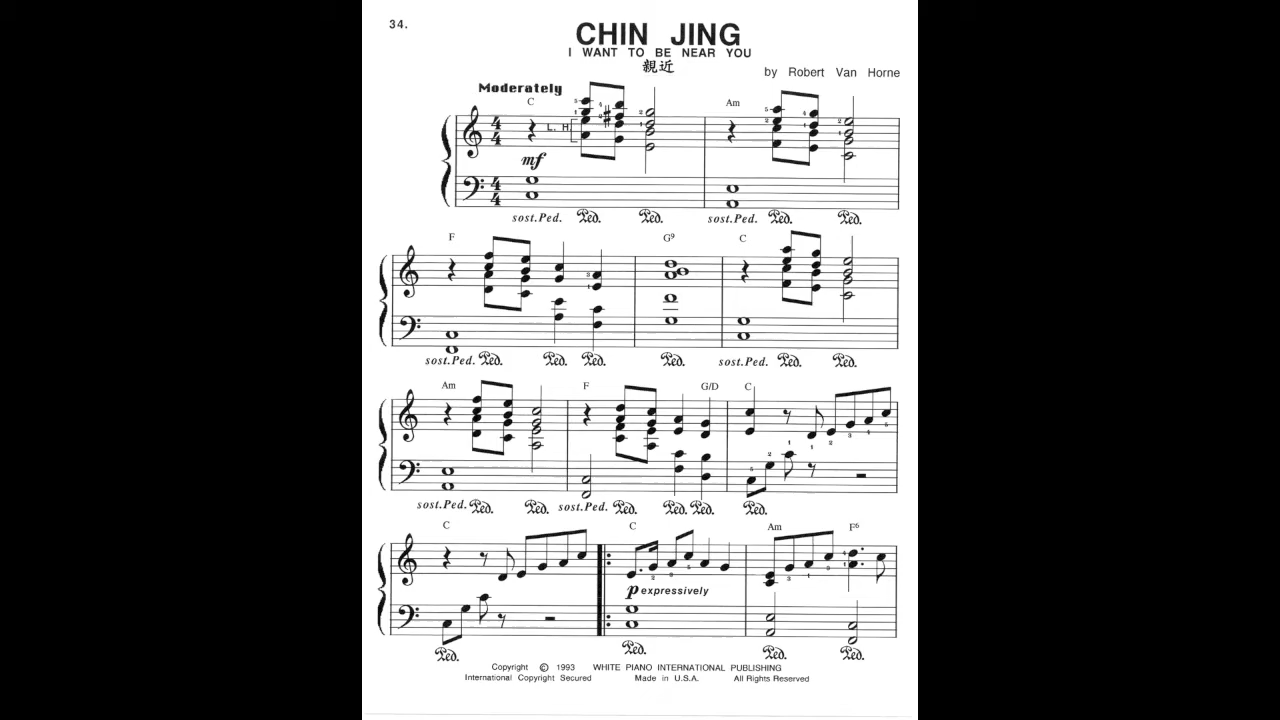 34.
CHIN JING
I WANT TO BE NEAR YOU
親近
by Robert Van Horne
Moderately
C Am
L. H.
mf
sost.Ped. Ped. Ped. sost.Ped. Ped. Ped.
F G9 C
sost.Ped. Ped. Ped. Ped. Ped. sost.Ped. Ped. Ped.
Am F G/D C
sost.Ped. Ped. Ped. sost.Ped. Ped. Ped. Ped. Ped.
C C Am F6
p expressively
Ped. Ped. Ped. Ped.
Copyright © 1993 WHITE PIANO INTERNATIONAL PUBLISHING
International Copyright Secured Made in U.S.A. All Rights Reserved